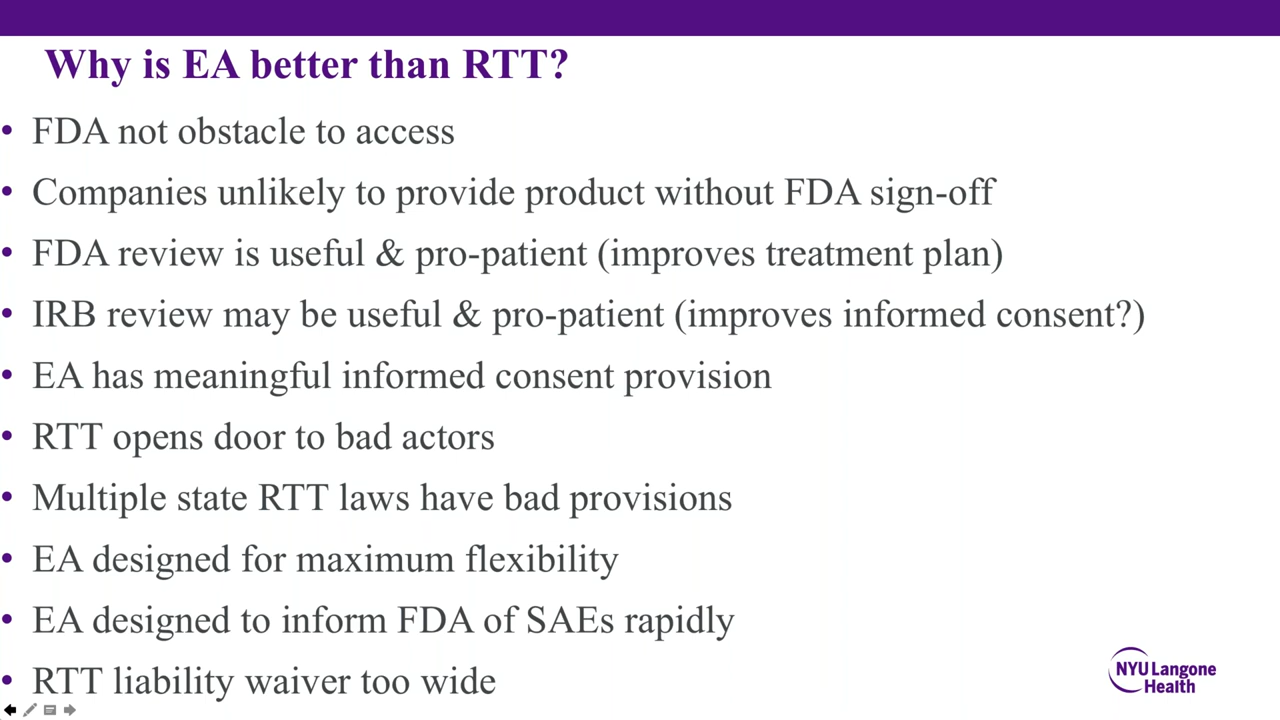 Why is EA better than RTT?
• FDA not obstacle to access
• Companies unlikely to provide product without FDA sign-off
• FDA review is useful & pro-patient (improves treatment plan)
• IRB review may be useful & pro-patient (improves informed consent?)
• EA has meaningful informed consent provision
• RTT opens door to bad actors
• Multiple state RTT laws have bad provisions
• EA designed for maximum flexibility
• EA designed to inform FDA of SAEs rapidly
• RTT liability waiver too wide
NYU Langone
Health